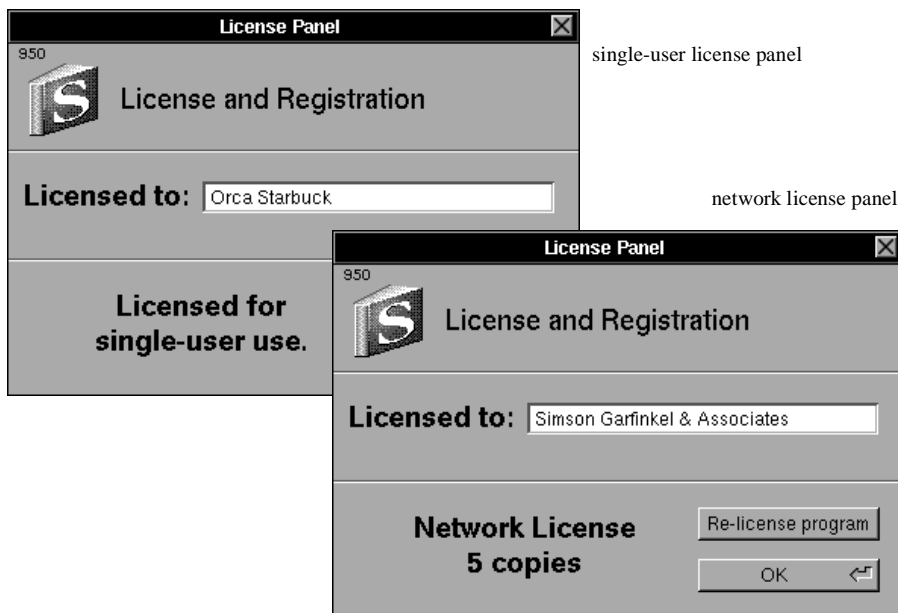 License Panel
950
S
License and Registration
single-user license panel
Licensed to: Orca Starbuck
Licensed for
single-user use.
network license panel
License Panel
950
S
License and Registration
Licensed to: Simson Garfinkel & Associates
Network License
5 copies
Re-license program
OK